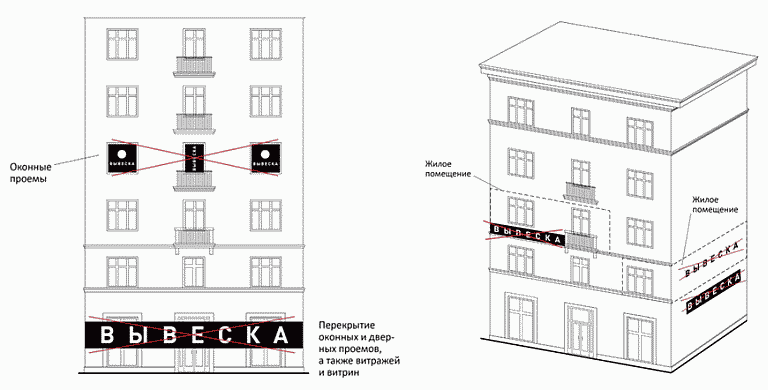 Оконные
проемы
ВЫВЕСКА
ВЫВЕСКА
ВЫВЕСКА
ВЫВЕСКА
Перекрытие
оконных и двер-
ных проемов,
а также витражей
и витрин
Жилое
помещение
ВЫВЕСКА
Жилое
помещение
ВЫВЕСКА
ВЫВЕСКА